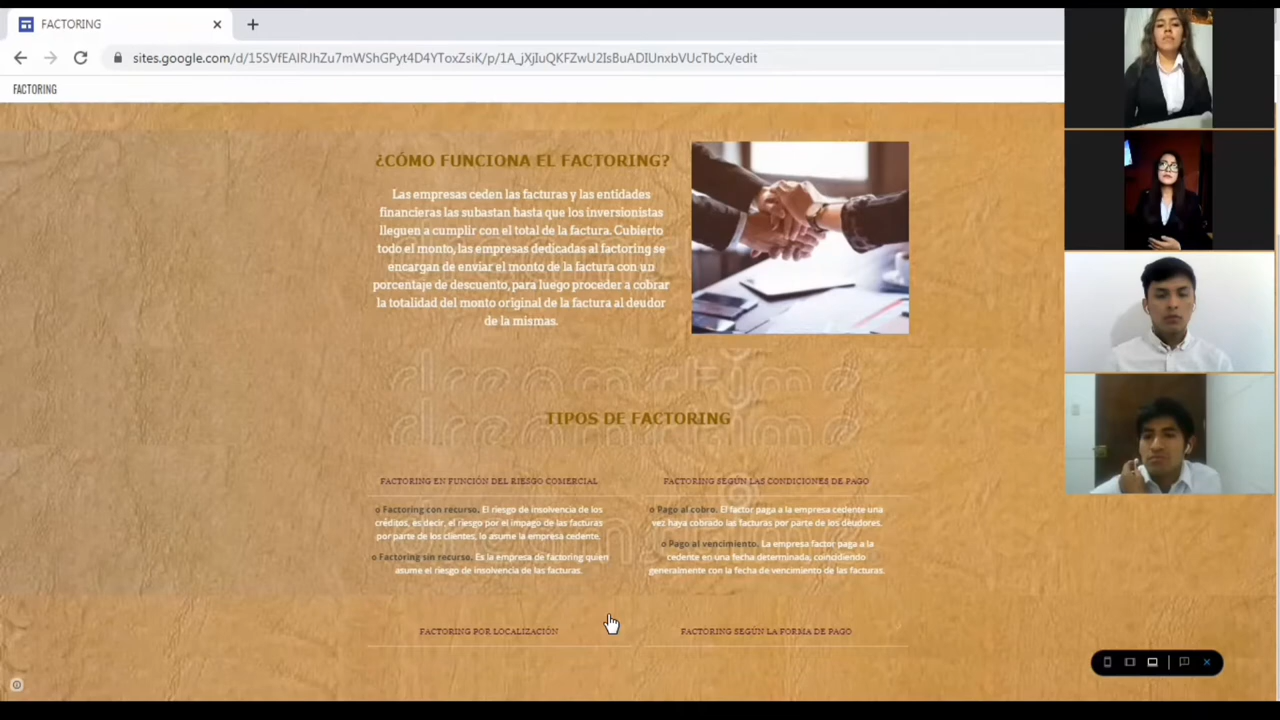 FACTORING
sites.google.com/d/15SVfEAIRJhZu7mWShGPyt4D4YToxZsiK/p/1A_jXjIuQKFZwU2IsBuADIUnxbVUcTbCx/edit
FACTORING
¿CÓMO FUNCIONA EL FACTORING?
Las empresas ceden las facturas y las entidades
financieras las subastan hasta que los inversionistas
lleguen a cumplir con el total de la factura. Cubierto
todo el monto, las empresas dedicadas al factoring se
encargan de enviar el monto de la factura con un
porcentaje de descuento, para luego proceder a cobrar
la totalidad del monto original de la factura al deudor
de la mismas.
dreamstime
dreamstime
TIPOS DE FACTORING
FACTORING EN FUNCIÓN DEL RIESGO COMERCIAL
o Factoring con recurso. El riesgo de insolvencia de los
créditos, es decir, el riesgo por el impago de las facturas
por parte de los clientes, lo asume la empresa cedente.
o Factoring sin recurso. Es la empresa de factoring quien
asume el riesgo de insolvencia de las facturas.
FACTORING SEGÚN LAS CONDICIONES DE PAGO
o Pago al cobro. El factor paga a la empresa cedente una
vez haya cobrado las facturas por parte de los deudores.
o Pago al vencimiento. La empresa factor paga a la
cedente en una fecha determinada, coincidiendo
generalmente con la fecha de vencimiento de las facturas.
FACTORING POR LOCALIZACIÓN
FACTORING SEGÚN LA FORMA DE PAGO